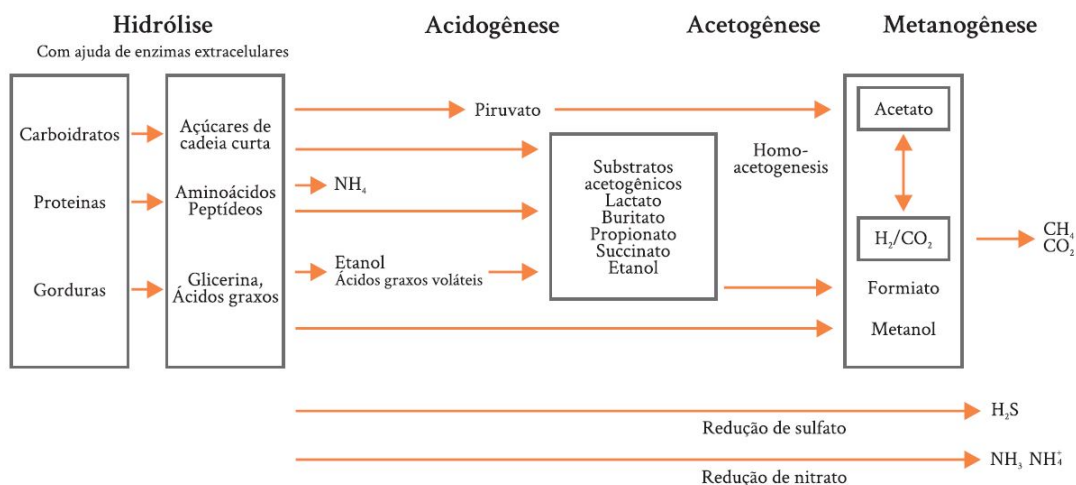 Hidrólise
Com ajuda de enzimas extracelulares
Acidogênese
Acetogênese
Metanogênese
Carboidratos
Proteinas
Gorduras
Açúcares de
cadeia curta
Aminoácidos
Peptídeos
Glicerina,
Ácidos graxos
Piruvato
NH₄
Etanol
Ácidos graxos voláteis
Substratos
acetogênicos
Lactato
Buritato
Propionato
Succinato
Etanol
Homo-
acetogenesis
Acetato
H₂/CO₂
Formiato
Metanol
CH₄
CO₂
Redução de sulfato
H₂S
Redução de nitrato
NH₃ NH₄⁺